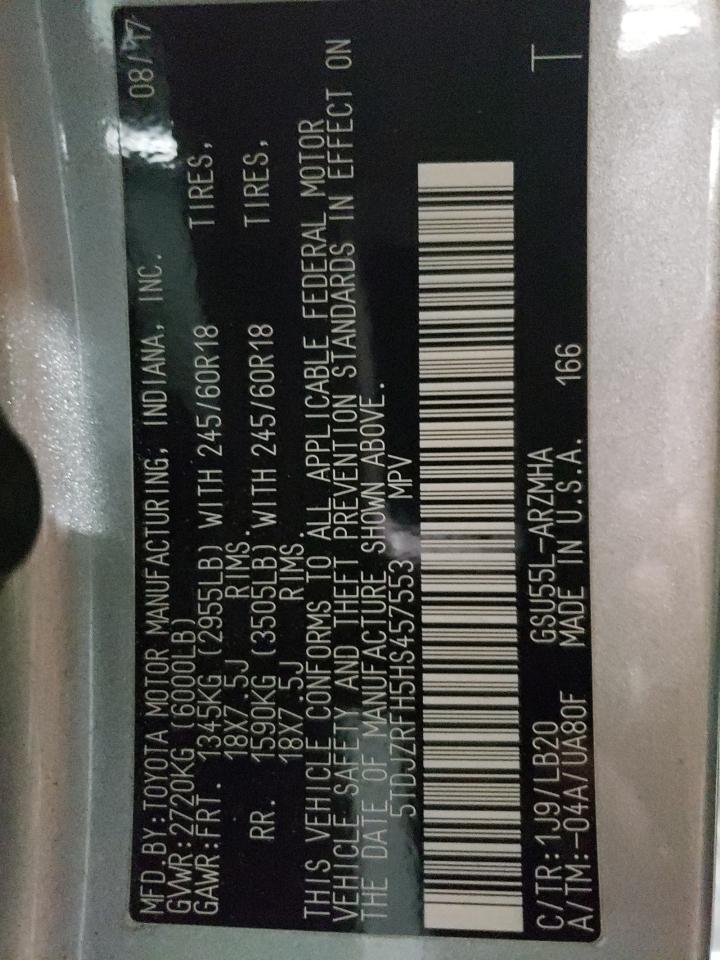 MFD.BY:TOYOTA MOTOR MANUFACTURING, INDIANA, INC. 08/17
GVWR:2720KG (6000LB)
GAWR:FRT. 1345KG (2955LB) WITH 245/60R18 TIRES,
18X7.5J RIMS.
RR. 1590KG (3505LB) WITH 245/60R18 TIRES,
18X7.5J RIMS.
THIS VEHICLE CONFORMS TO ALL APPLICABLE FEDERAL MOTOR
VEHICLE SAFETY AND THEFT PREVENTION STANDARDS IN EFFECT ON
THE DATE OF MANUFACTURE SHOWN ABOVE.
5TDJZRFH5HS457553 MPV
C/TR:1J9/LB20 GSU55L-ARZMHA T
A/TM:-04A/UA80F MADE IN U.S.A. 166